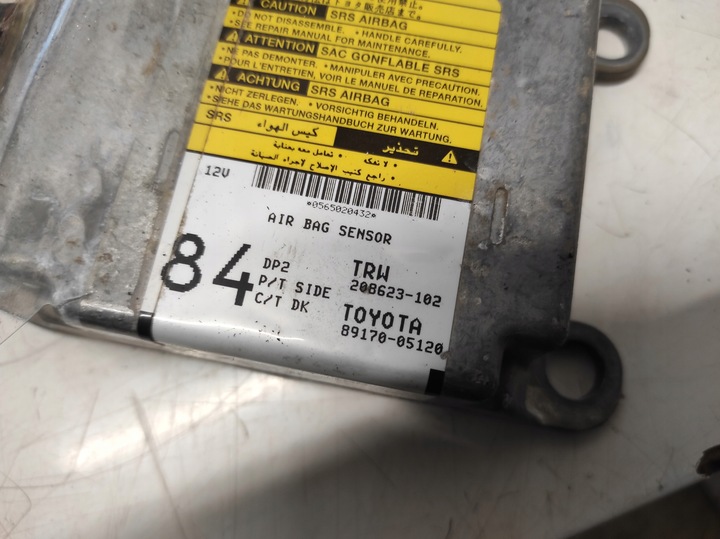 CAUTION SRS AIRBAG
•DO NOT DISASSEMBLE. •HANDLE CAREFULLY.
•SEE REPAIR MANUAL FOR MAINTENANCE.
ATTENTION SAC GONFLABLE SRS
•NE PAS DEMONTER. •MANIPULER AVEC PRECAUTION.
•POUR L'ENTRETIEN, VOIR LE MANUEL DE REPARATION.
ACHTUNG SRS AIRBAG
•NICHT ZERLEGEN. •VORSICHTIG BEHANDELN.
•SIEHE DAS WARTUNGSHANDBUCH ZUR WARTUNG.
تحذير كيس الهواء SRS
• لا تفكه • تعامل معه بعناية
• راجع كتيب الإصلاح لاجراء الصيانة
12V
*0565020432*
AIR BAG SENSOR
84 DP2 TRW
P/T SIDE 208623-102
C/T DK TOYOTA
89170-05120